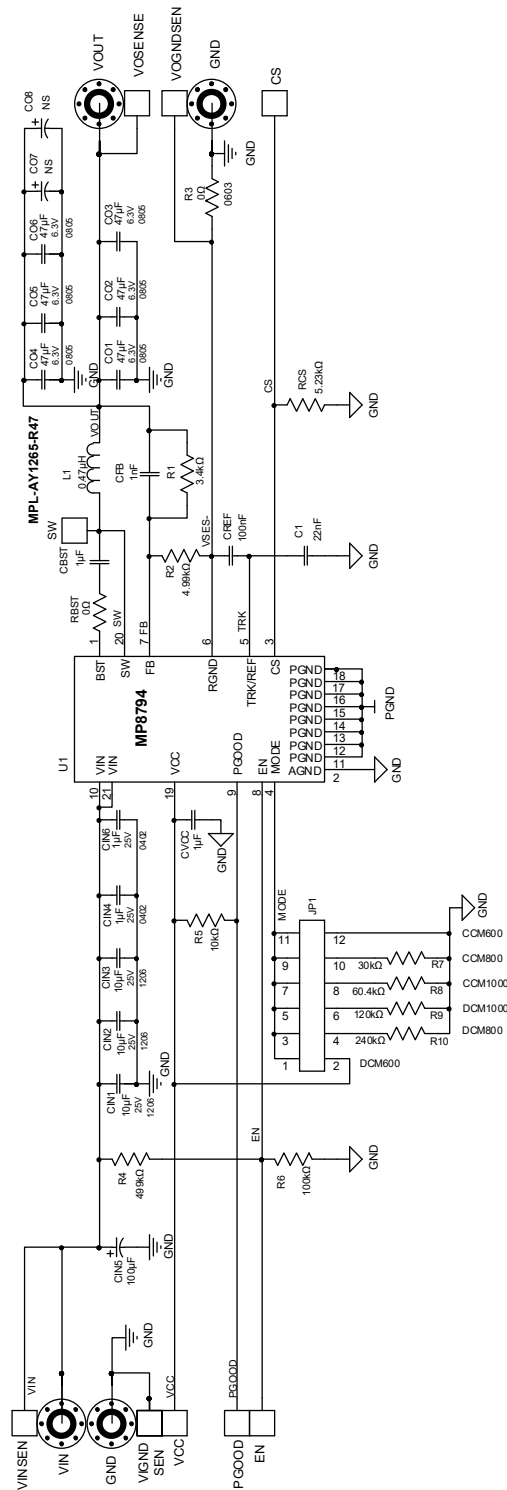 VINSEN
VIN
VIN
GND
GND
VIGND
SEN
VCC
VCC
PGOOD
PGOOD
EN
EN
CIN5
100µF
GND
R4
499kΩ
R6
100kΩ
GND
CIN1
10µF
25V
1206
GND
CIN2
10µF
25V
1206
CIN3
10µF
25V
1206
CIN4
1µF
25V
0402
CIN6
1µF
25V
0402
R5
10kΩ
CVCC
1µF
GND
MODE
JP1
1
3
5
7
9
11
2
4
6
8
10
12
240kΩ
120kΩ
60.4kΩ
30kΩ
R10
R9
R8
R7
DCM600
DCM800
DCM1000
CCM1000
CCM800
CCM600
GND
U1
MP8794
10
VIN
21
VIN
19
VCC
9
PGOOD
8
EN
4
MODE
1
BST
20
SW
7
FB
6
RGND
5
TRK/REF
3
CS
2
AGND
11
PGND
12
PGND
13
PGND
14
PGND
15
PGND
16
PGND
17
PGND
18
PGND
PGND
GND
RBST
0Ω
CBST
1µF
SW
SW
FB
TRK
L1
0.47µH
MPL-AY1265-R47
VOUT
CFB
1nF
R1
3.4kΩ
R2
4.99kΩ
VSES-
CREF
100nF
C1
22nF
GND
CS
RCS
5.23kΩ
GND
CO4
47µF
6.3V
0805
GND
CO5
47µF
6.3V
0805
CO6
47µF
6.3V
0805
CO7
NS
CO8
NS
CO1
47µF
6.3V
0805
GND
CO2
47µF
6.3V
0805
CO3
47µF
6.3V
0805
R3
0Ω
0603
GND
VOUT
VOSENSE
VOGNDSEN
GND
CS